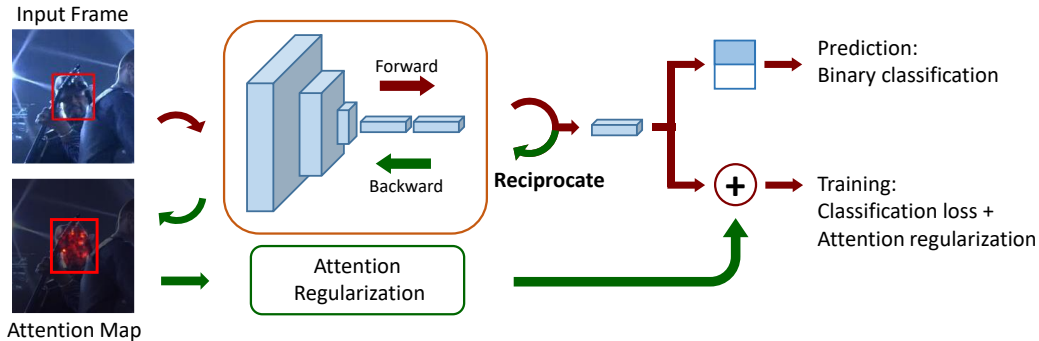 Input Frame
Forward
Backward
Reciprocate
Prediction:
Binary classification
+
Training:
Classification loss +
Attention regularization
Attention
Regularization
Attention Map